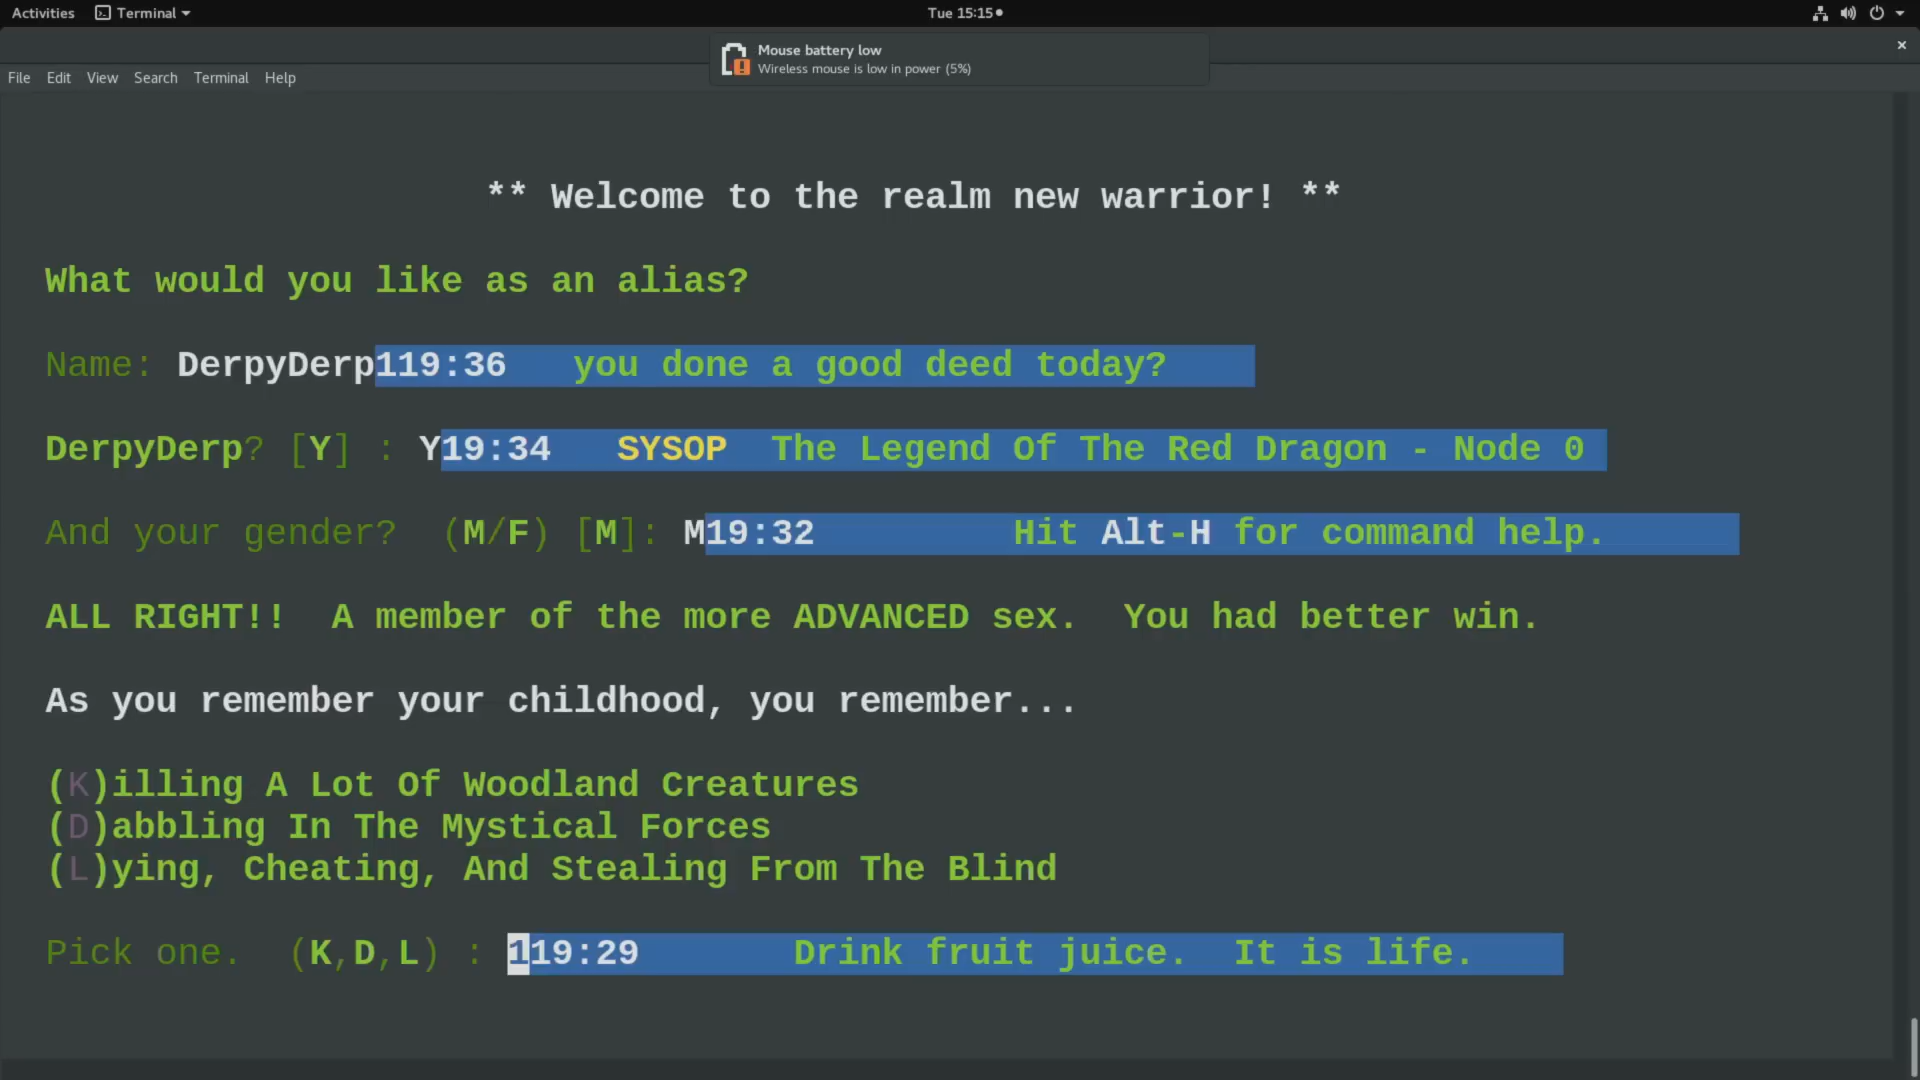 Activities Terminal Tue 15:15
Mouse battery low
Wireless mouse is low in power (5%)
File Edit View Search Terminal Help
** Welcome to the realm new warrior! **
What would you like as an alias?
Name: DerpyDerp119:36 you done a good deed today?
DerpyDerp? [Y] : Y19:34 SYSOP The Legend Of The Red Dragon - Node 0
And your gender? (M/F) [M]: M19:32 Hit Alt-H for command help.
ALL RIGHT!! A member of the more ADVANCED sex. You had better win.
As you remember your childhood, you remember...
(K)illing A Lot Of Woodland Creatures
(D)abbling In The Mystical Forces
(L)ying, Cheating, And Stealing From The Blind
Pick one. (K,D,L) : 119:29 Drink fruit juice. It is life.